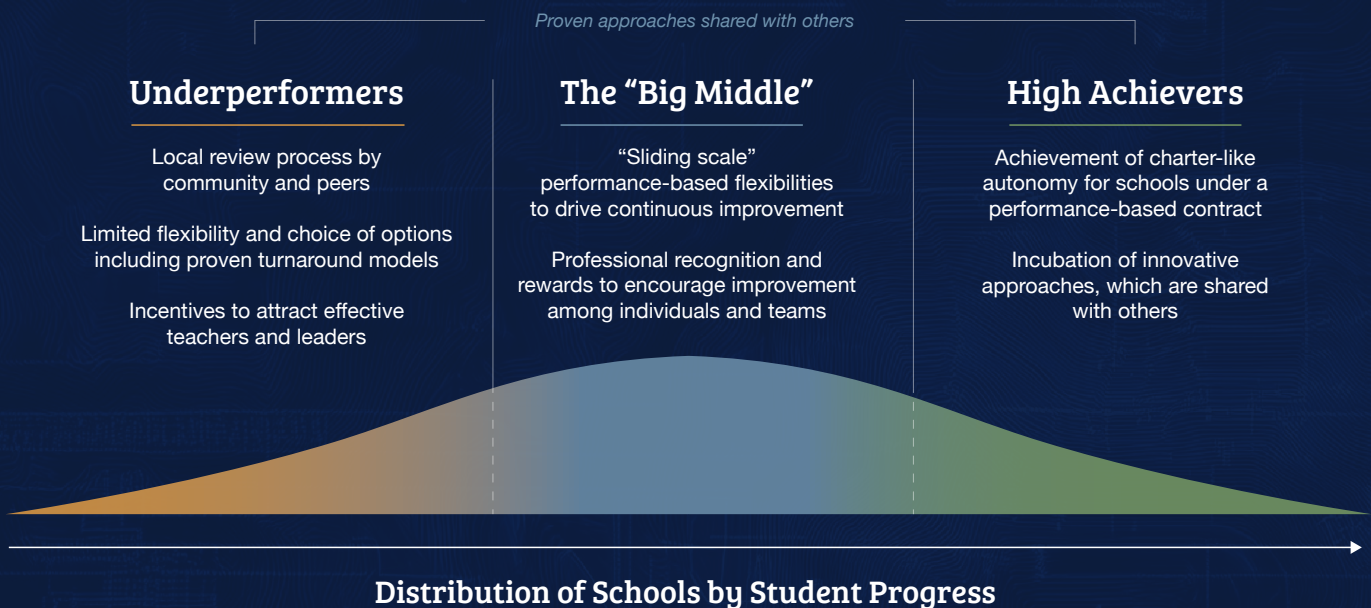 Proven approaches shared with others
Underperformers
Local review process by
community and peers
Limited flexibility and choice of options
including proven turnaround models
Incentives to attract effective
teachers and leaders
The “Big Middle”
“Sliding scale”
performance-based flexibilities
to drive continuous improvement
Professional recognition and
rewards to encourage improvement
among individuals and teams
High Achievers
Achievement of charter-like
autonomy for schools under a
performance-based contract
Incubation of innovative
approaches, which are shared
with others
Distribution of Schools by Student Progress